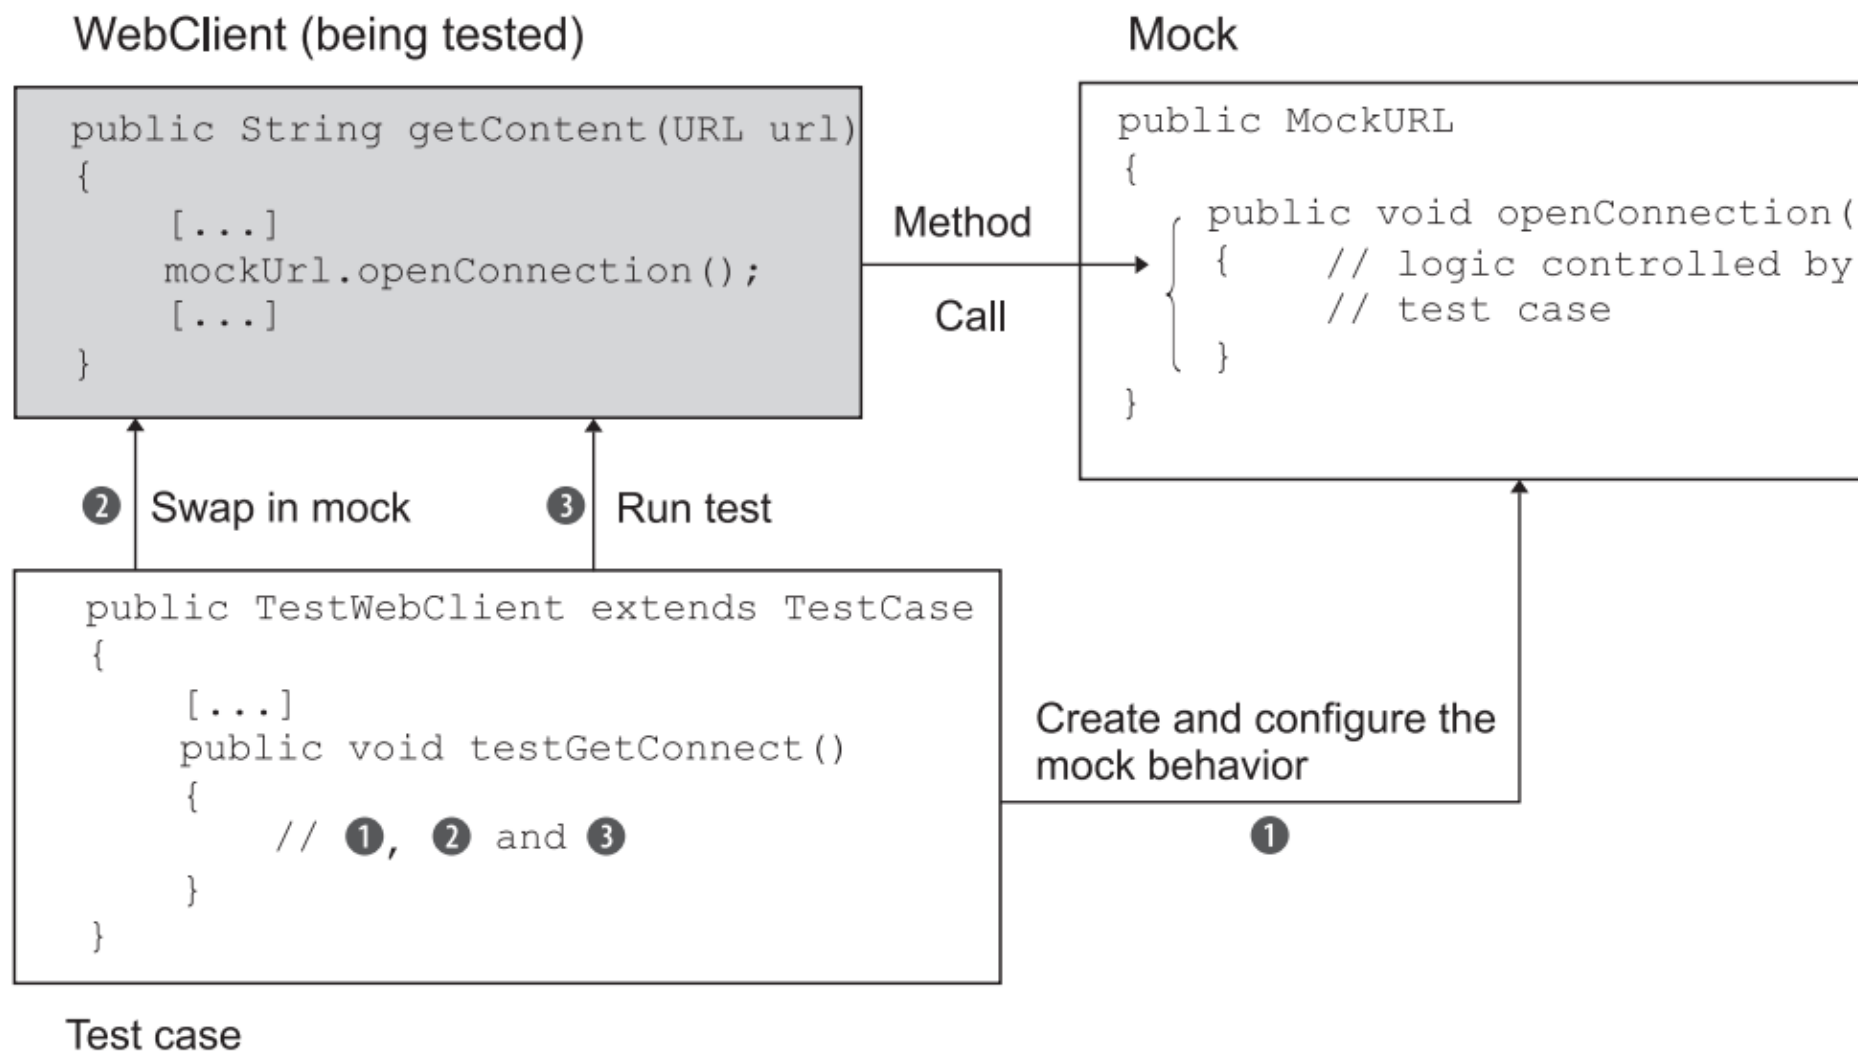 WebClient (being tested)
public String getContent(URL url)
{
[...]
mockUrl.openConnection();
[...]
}
Method
Call
Mock
public MockURL
{
public void openConnection(
{ // logic controlled by
// test case
}
}
❷ Swap in mock
❸ Run test
public TestWebClient extends TestCase
{
[...]
public void testGetConnect()
{
// ❶, ❷ and ❸
}
}
Create and configure the
mock behavior
❶
Test case